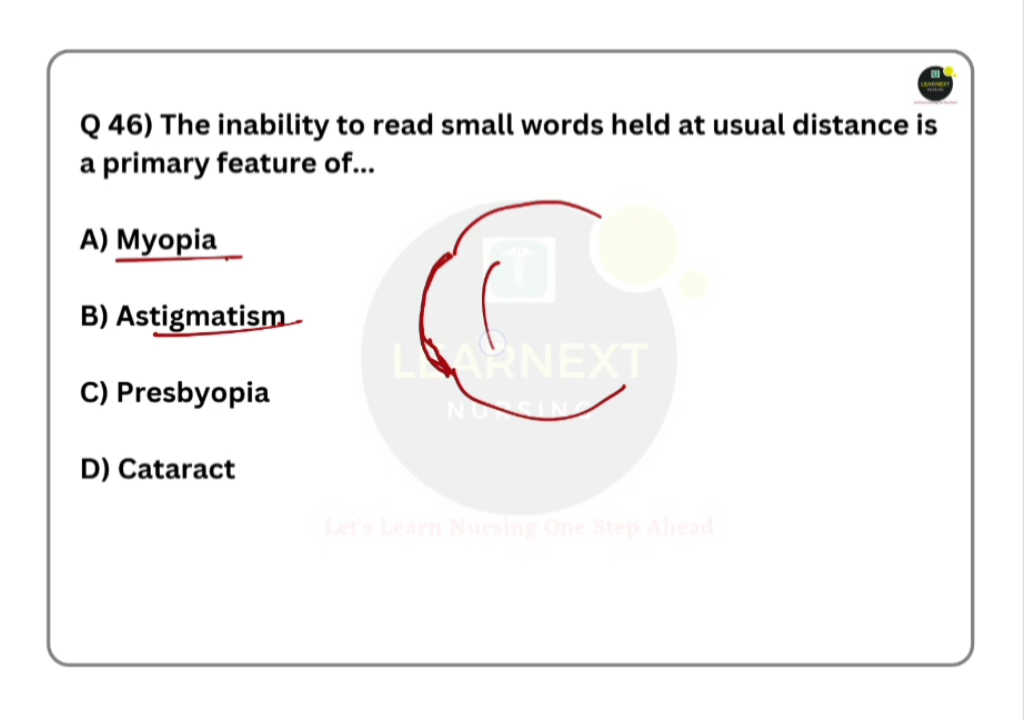 LEARNEXT
Q 46) The inability to read small words held at usual distance is
a primary feature of...
A) Myopia
B) Astigmatism
C) Presbyopia
D) Cataract
LEARNEXT
NURSING
Let's Learn Nursing One Step Ahead